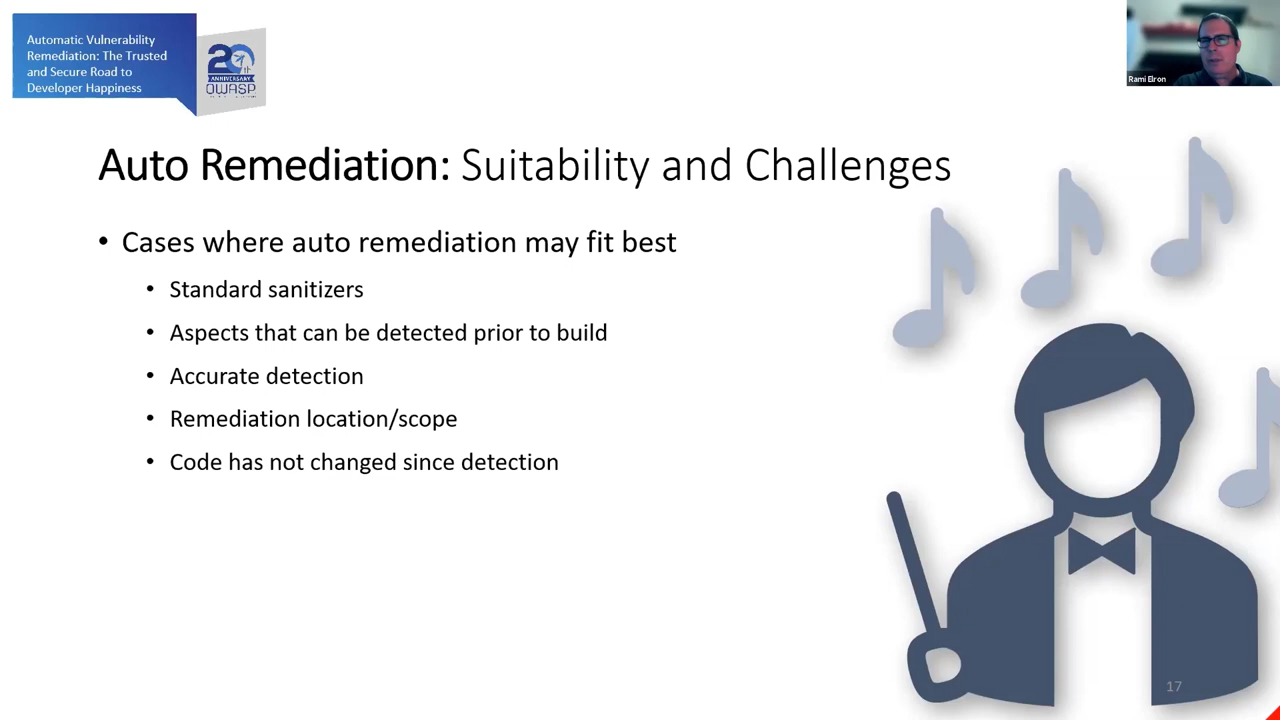 Automatic Vulnerability
Remediation: The Trusted
and Secure Road to
Developer Happiness
20th
ANNIVERSARY
OWASP
Rami Elron
Auto Remediation: Suitability and Challenges
• Cases where auto remediation may fit best
• Standard sanitizers
• Aspects that can be detected prior to build
• Accurate detection
• Remediation location/scope
• Code has not changed since detection
17